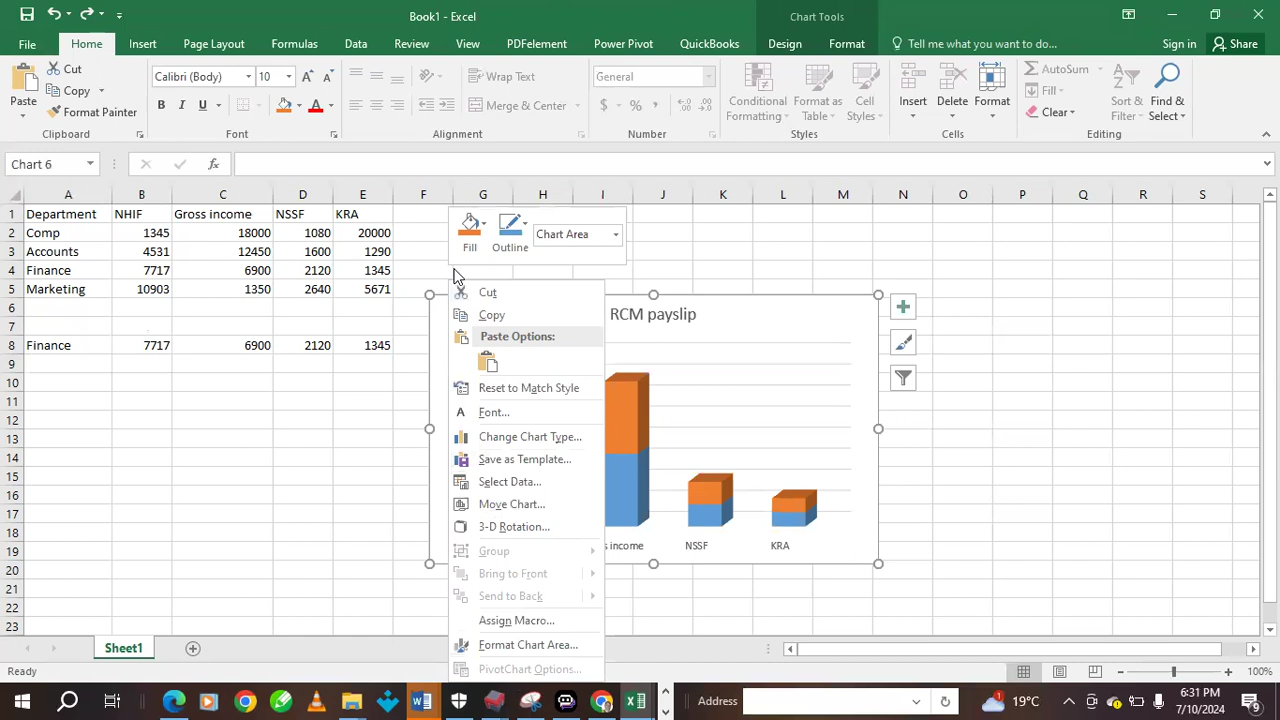 Book1 - Excel
Chart Tools
File Home Insert Page Layout Formulas Data Review View PDFelement Power Pivot QuickBooks Design Format Tell me what you want to do... Sign in Share
Paste
Cut
Copy
Format Painter
Clipboard
Calibri (Body) 10
B I U A
Font
Wrap Text
Merge & Center
Alignment
General
$ % ,
Number
Conditional Formatting
Format as Table
Cell Styles
Styles
Insert Delete Format
Cells
AutoSum
Fill
Clear
Sort & Filter
Find & Select
Editing
Chart 6 fx
A B C D E F G H I J K L M N O P Q R S
1 Department NHIF Gross income NSSF KRA
2 Comp 1345 18000 1080 20000
3 Accounts 4531 12450 1600 1290
4 Finance 7717 6900 2120 1345
5 Marketing 10903 1350 2640 5671
6
7
8 Finance 7717 6900 2120 1345
9
10
11
12
13
14
15
16
17
18
19
20
21
22
23
Fill Outline Chart Area
Cut
Copy
Paste Options:
Reset to Match Style
A Font...
Change Chart Type...
Save as Template...
Select Data...
Move Chart...
3-D Rotation...
Group
Bring to Front
Send to Back
Assign Macro...
Format Chart Area...
PivotChart Options...
RCM payslip
s income NSSF KRA
Sheet1
Ready
100%
Address
19°C
6:31 PM
7/10/2024
9